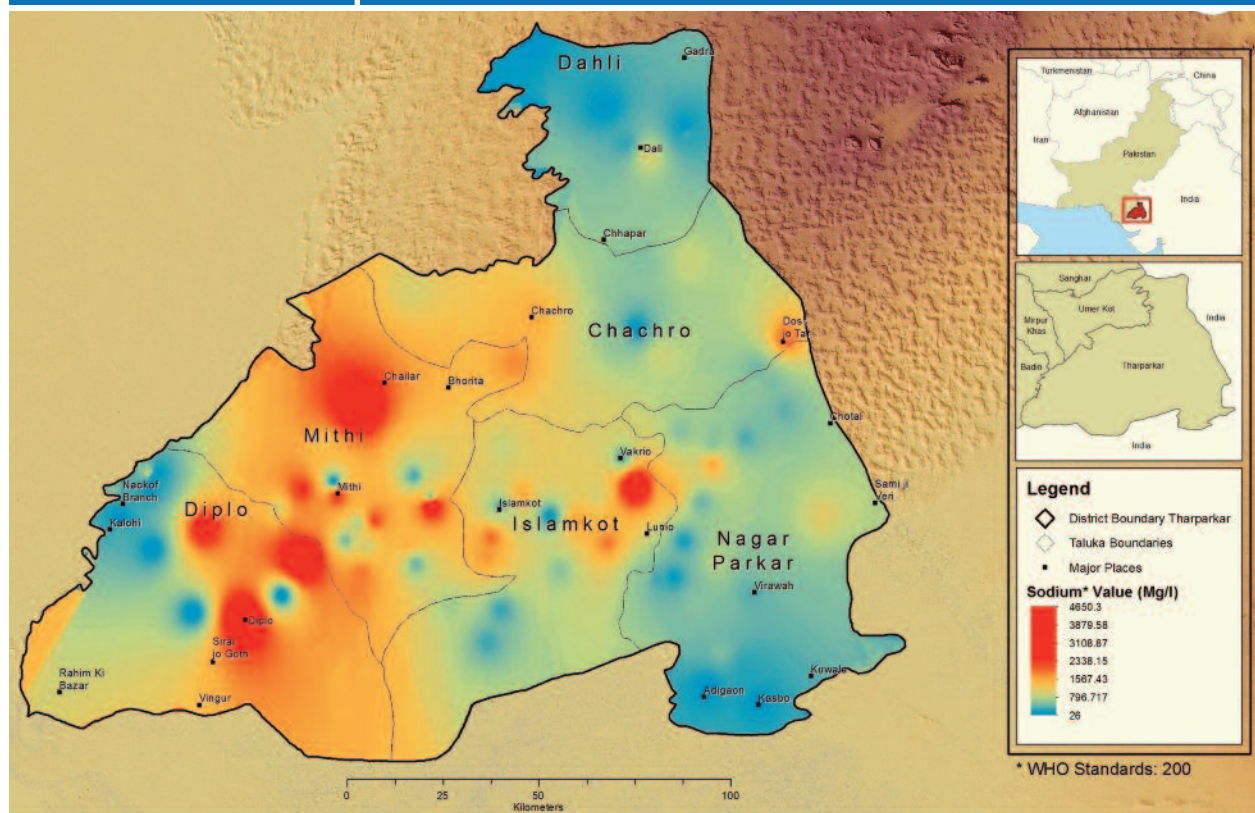 Dahli
Gadra
Dali
Chhapar
Chachro
Chachro
Dos
jo Tar
Chailar
Bhorita
Mithi
Chotal
Vakrio
Mithi
Nackof
Branch
Diplo
Kalohi
Islamkot
Islamkot
Lunio
Sami ji
Veri
Nagar
Parkar
Virawah
Diplo
Sirai
jo Goth
Rahim Ki
Bazar
Vingur
Kuwale
Adigaon
Kasbo
0 25 50 100
Kilometers
Turkmenistan
China
Afghanistan
Iran
Pakistan
India
Sanghar
Umer Kot
India
Mirpur
Khas
Badin
Tharparkar
India
Legend
District Boundary Tharparkar
Taluka Boundaries
Major Places
Sodium* Value (Mg/l)
4650.3
3879.58
3108.87
2338.15
1567.43
796.717
26
* WHO Standards: 200